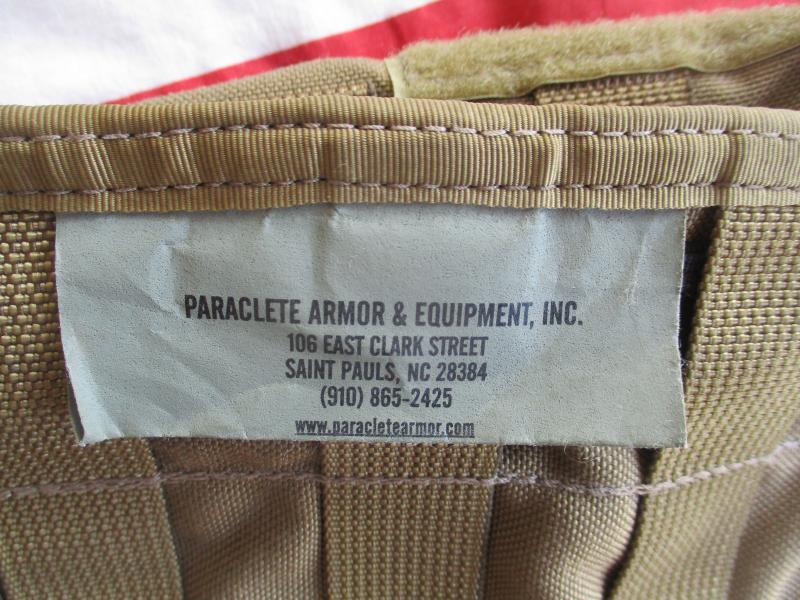 PARACLETE ARMOR & EQUIPMENT, INC.
106 EAST CLARK STREET
SAINT PAULS, NC 28384
(910) 865-2425
www.paracletearmor.com